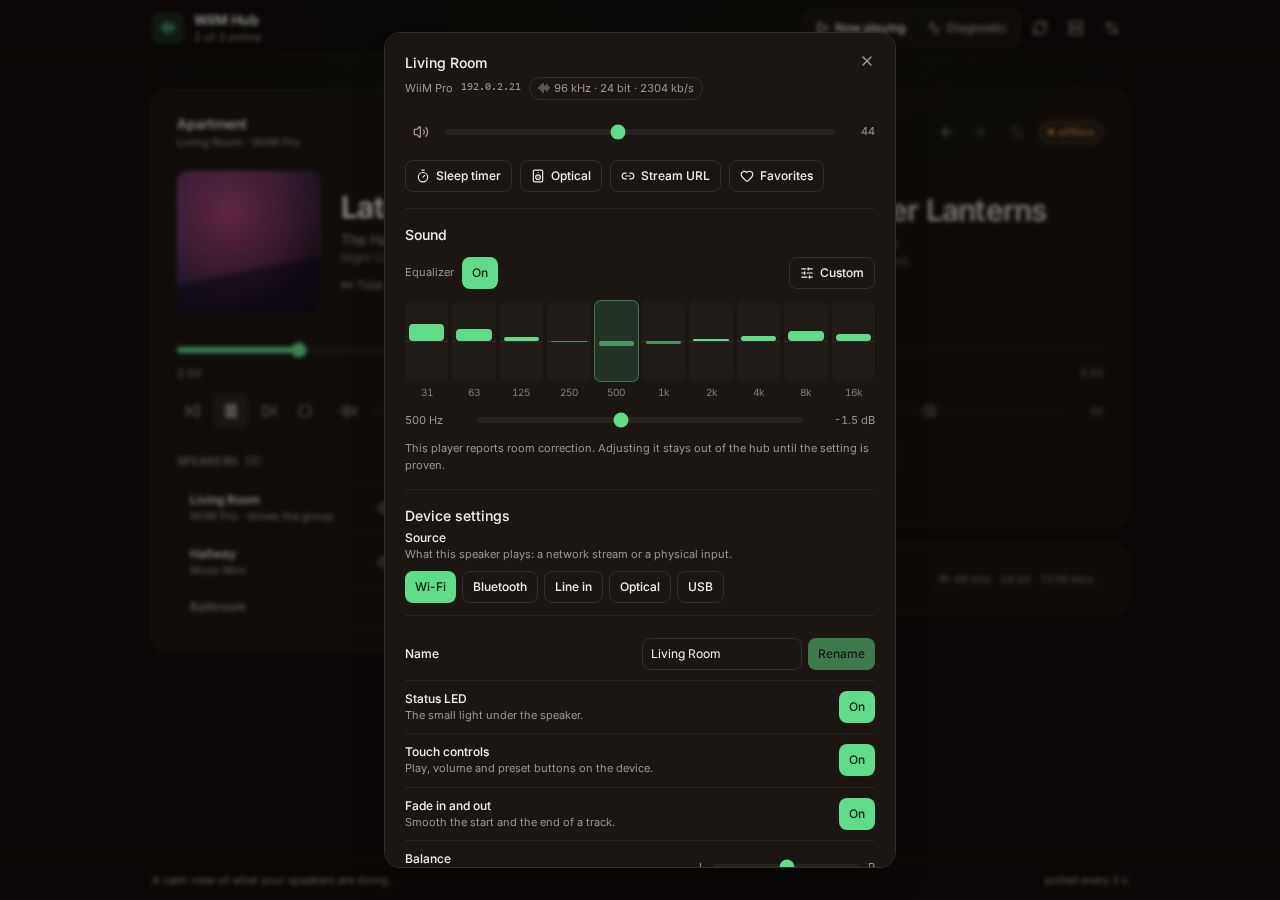 WiiM Hub
2 of 3 online
Now playing
Diagnostic
Living Room
WiiM Pro 192.0.2.21 96 kHz · 24 bit · 2304 kb/s
44
Sleep timer
Optical
Stream URL
Favorites
Sound
Equalizer On
Custom
31 63 125 250 500 1k 2k 4k 8k 16k
500 Hz
-1.5 dB
This player reports room correction. Adjusting it stays out of the hub until the setting is
proven.
Device settings
Source
What this speaker plays: a network stream or a physical input.
Wi-Fi
Bluetooth
Line in
Optical
USB
Name
Living Room
Rename
Status LED
The small light under the speaker.
On
Touch controls
Play, volume and preset buttons on the device.
On
Fade in and out
Smooth the start and the end of a track.
On
Balance
Apartment
Living Room · WiiM Pro
offline
Lat
er Lanterns
SPEAKERS
Living Room
WiiM Pro · drives the group
Hallway
Muzo Mini
Bathroom
A calm view of what your speakers are doing.
polled every 3 s